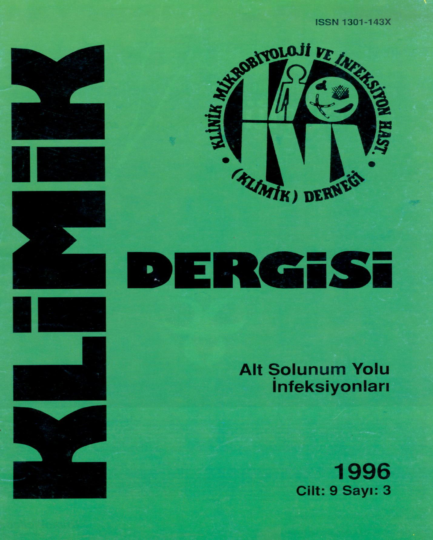 ISSN 1301-143X
KLİNİK MİKROBİYOLOJİ VE İNFEKSİYON HAST.
(KLİMİK) DERNEĞİ
KLİMİK
DERGİSİ
Alt Solunum Yolu
İnfeksiyonları
1996
Cilt: 9 Sayı: 3